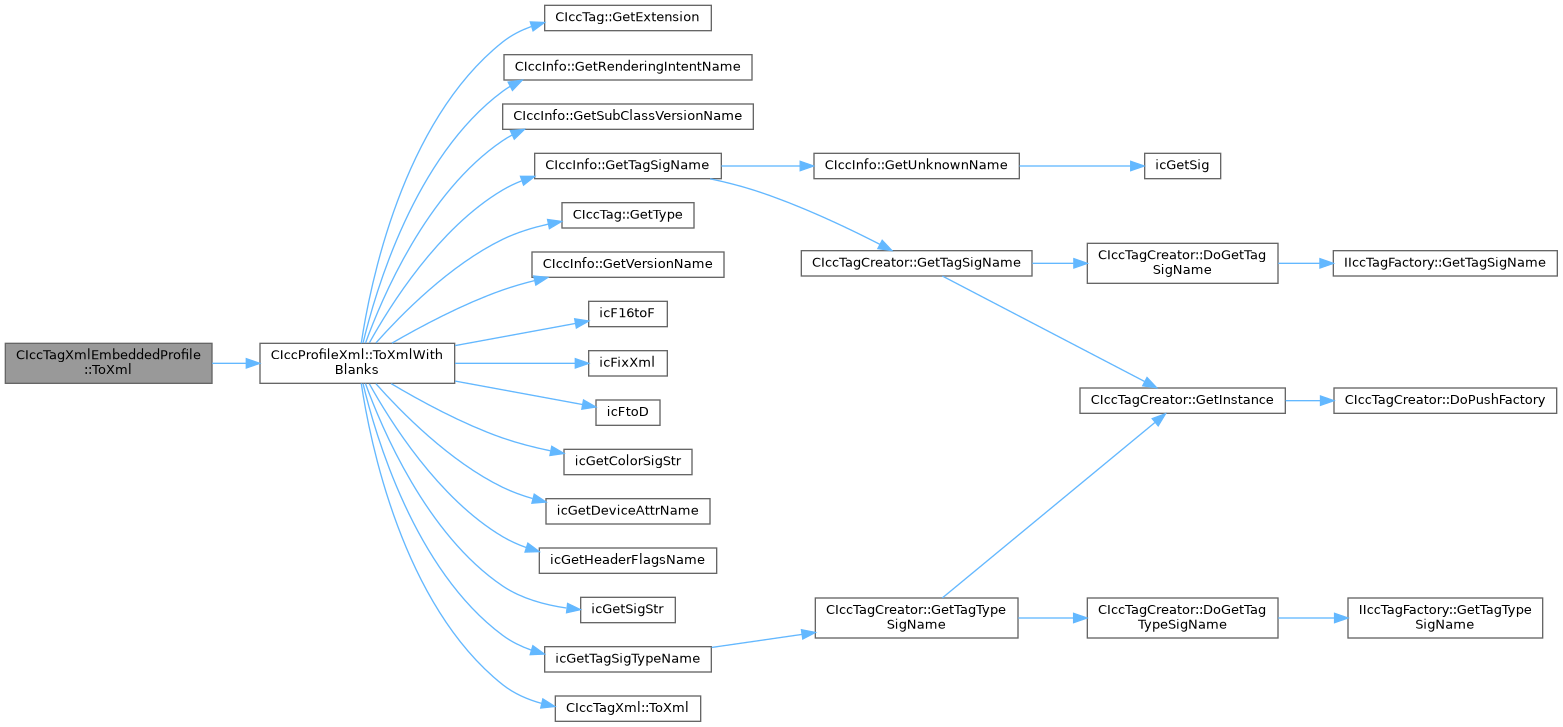 CIccTag::GetExtension
CIccInfo::GetRenderingIntentName
CIccInfo::GetSubClassVersionName
CIccInfo::GetTagSigName
CIccInfo::GetUnknownName
icGetSig
CIccTag::GetType
CIccInfo::GetVersionName
CIccTagCreator::GetTagSigName
CIccTagCreator::DoGetTag
SigName
IIccTagFactory::GetTagSigName
icF16toF
CIccTagXmlEmbeddedProfile
::ToXml
CIccProfileXml::ToXmlWith
Blanks
icFixXml
icFtoD
CIccTagCreator::GetInstance
CIccTagCreator::DoPushFactory
icGetColorSigStr
icGetDeviceAttrName
icGetHeaderFlagsName
icGetSigStr
CIccTagCreator::GetTagType
SigName
CIccTagCreator::DoGetTag
TypeSigName
IIccTagFactory::GetTagType
SigName
icGetTagSigTypeName
CIccTagXml::ToXml